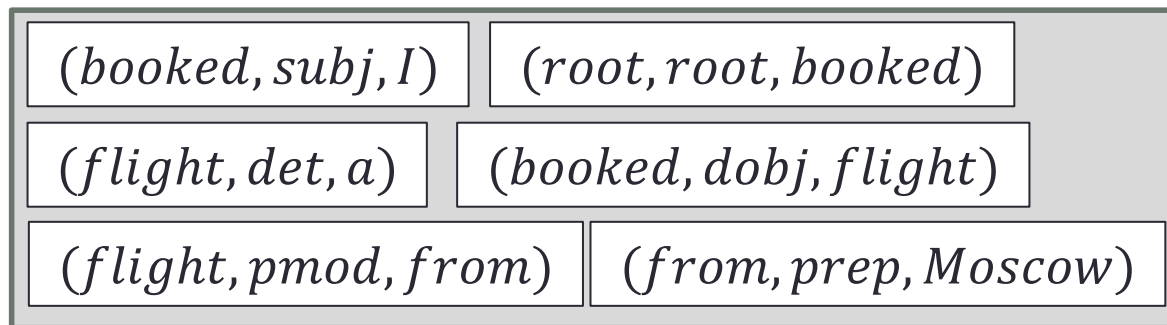 (booked, subj, I) (root, root, booked)
(flight, det, a) (booked, dobj, flight)
(flight, pmod, from) (from, prep, Moscow)